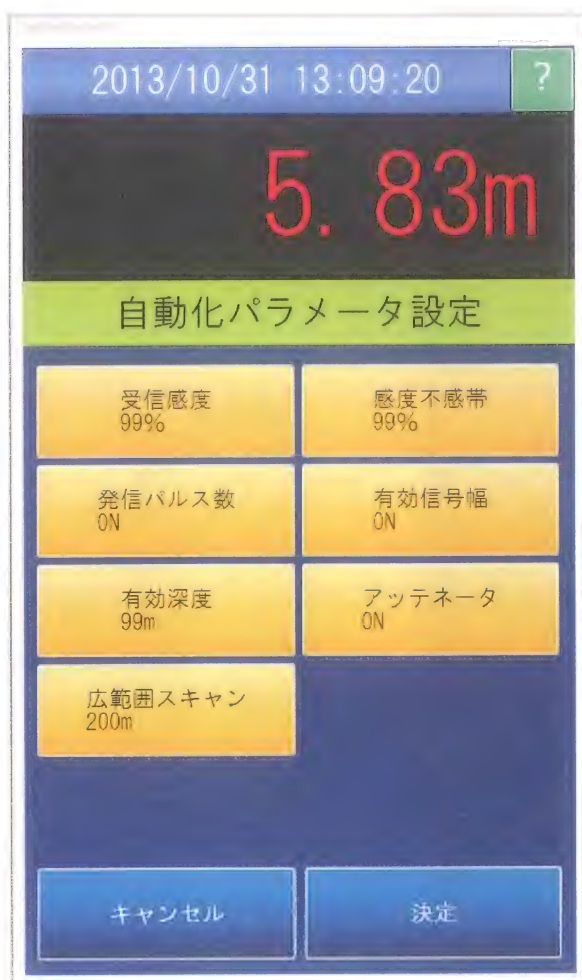 2013/10/31 13:09:20
?
5.83m
自動化パラメータ設定
受信感度
99%
感度不感帯
99%
発信パルス数
ON
有効信号幅
ON
有効深度
99m
アッテネータ
ON
広範囲スキャン
200m
キャンセル
決定